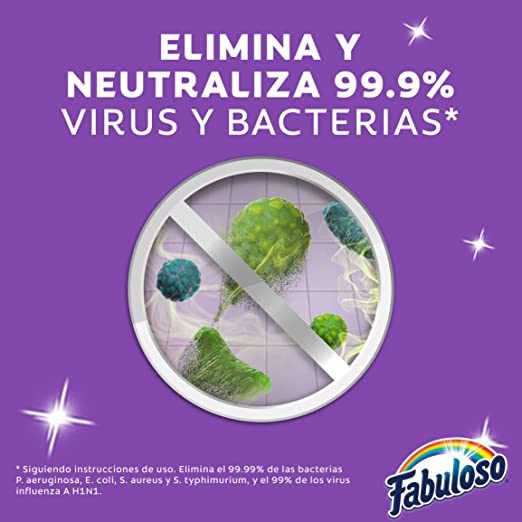 ELIMINA Y
NEUTRALIZA 99.9%
VIRUS Y BACTERIAS*
* Siguiendo instrucciones de uso. Elimina el 99.99% de las bacterias
P. aeruginosa, E. coli, S. aureus y S. typhimurium, y el 99% de los virus
influenza A H1N1.
Fabuloso